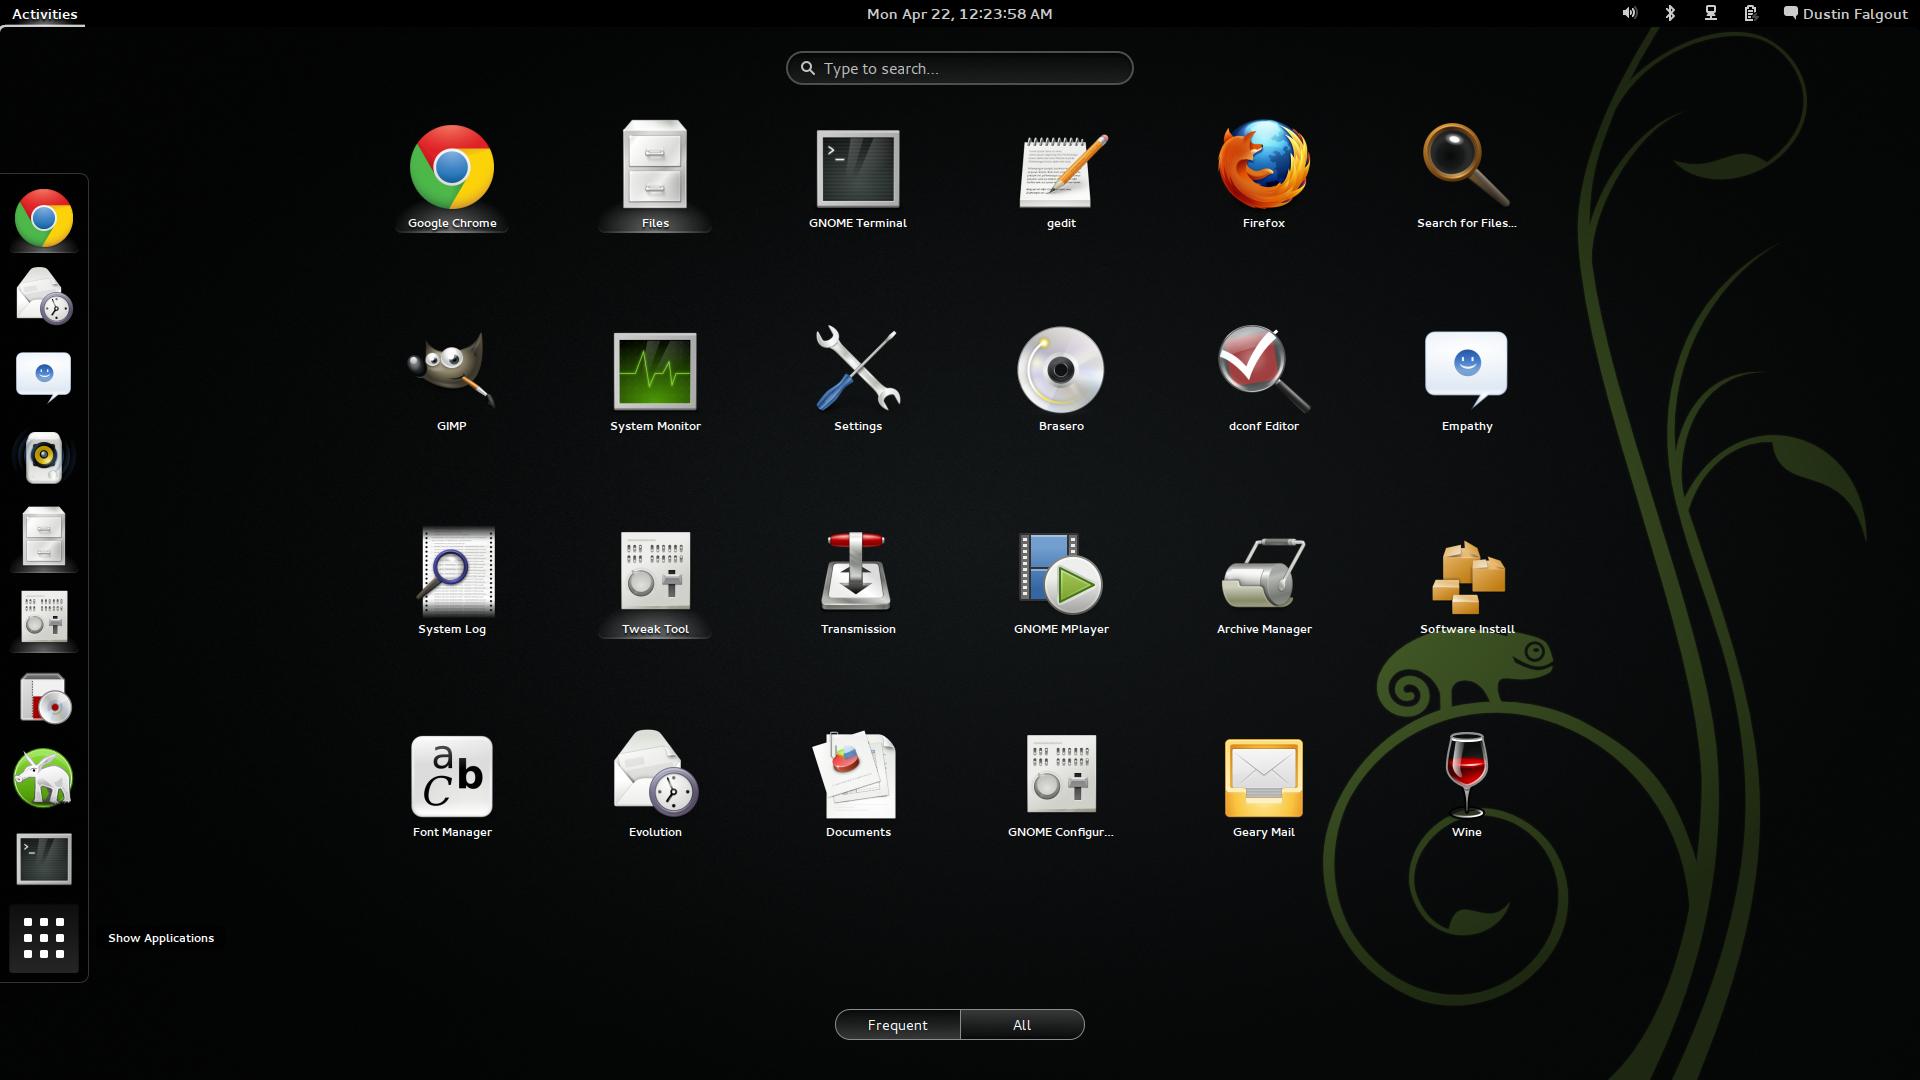 Activities
Mon Apr 22, 12:23:58 AM
Dustin Falgout
Type to search...
Google Chrome
Files
GNOME Terminal
gedit
Firefox
Search for Files...
GIMP
System Monitor
Settings
Brasero
dconf Editor
Empathy
System Log
Tweak Tool
Transmission
GNOME MPlayer
Archive Manager
Software Install
a
b
C
Font Manager
Evolution
Documents
GNOME Configur...
Geary Mail
Wine
Show Applications
Frequent
All